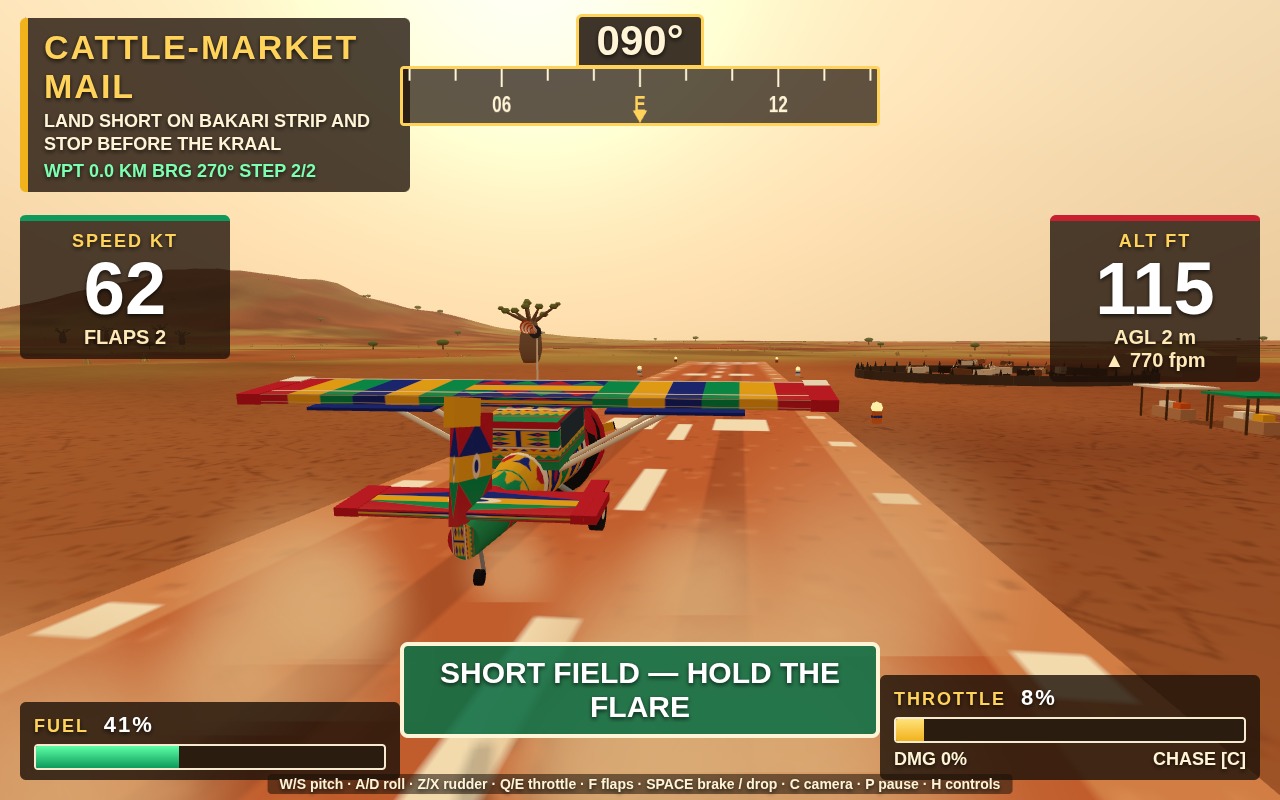 CATTLE-MARKET
MAIL
LAND SHORT ON BAKARI STRIP AND
STOP BEFORE THE KRAAL
WPT 0.0 KM BRG 270° STEP 2/2
090°
06 E 12
SPEED KT
62
FLAPS 2
ALT FT
115
AGL 2 m
▲ 770 fpm
SHORT FIELD — HOLD THE
FLARE
FUEL 41%
THROTTLE 8%
DMG 0% CHASE [C]
W/S pitch · A/D roll · Z/X rudder · Q/E throttle · F flaps · SPACE brake / drop · C camera · P pause · H controls